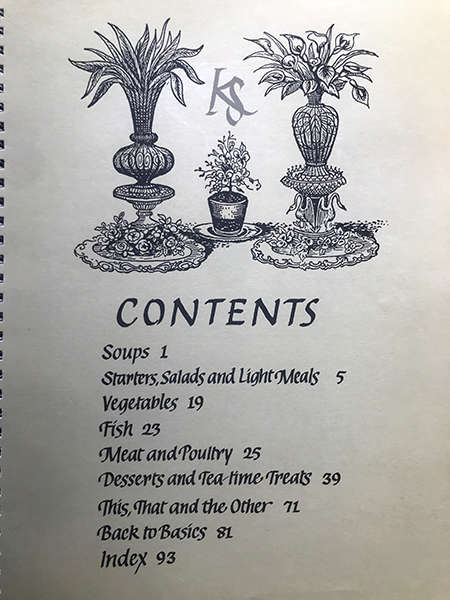 KS
CONTENTS
Soups 1
Starters, Salads and Light Meals 5
Vegetables 19
Fish 23
Meat and Poultry 25
Desserts and Tea-time Treats 39
This, That and the Other 71
Back to Basics 81
Index 93